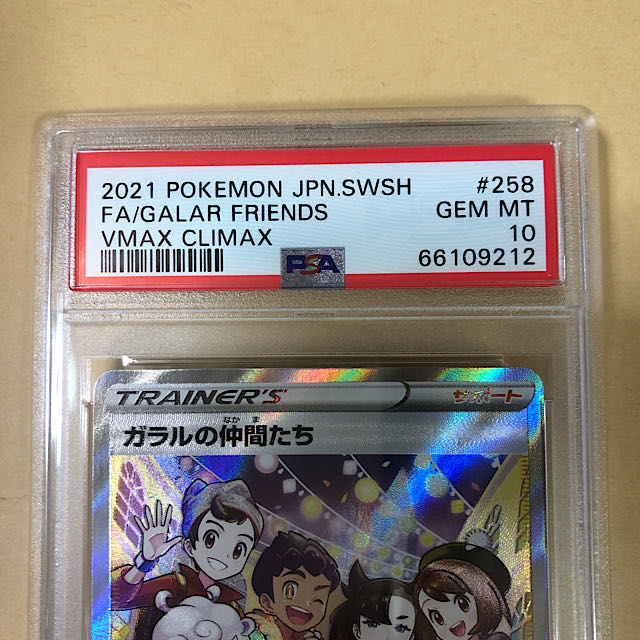 2021 POKEMON JPN.SWSH #258
FA/GALAR FRIENDS GEM MT
VMAX CLIMAX 10
PSA 66109212
TRAINER'S サポート
なかま
ガラルの仲間たち